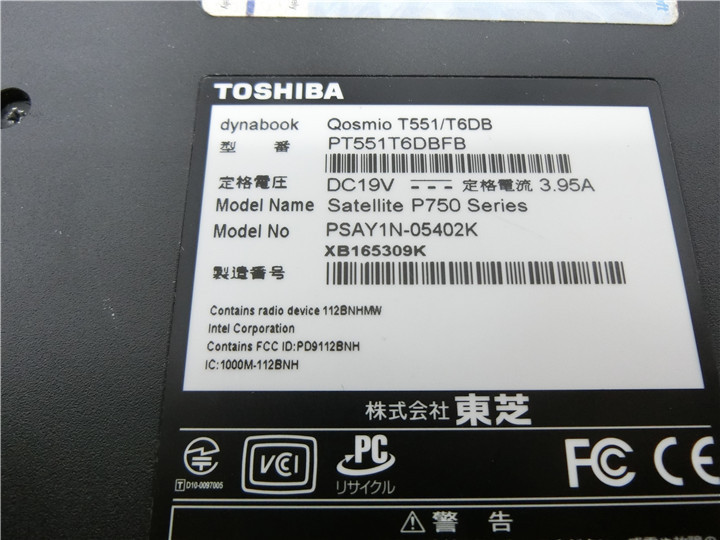 TOSHIBA
dynabook Qosmio T551/T6DB
型 番 PT551T6DBFB
定格電圧 DC19V 定格電流 3.95A
Model Name Satellite P750 Series
Model No PSAY1N-05402K
XB165309K
製造番号
Contains radio device 112BNHMW
Intel Corporation
Contains FCC ID:PD9112BNH
IC:1000M-112BNH
株式会社 東芝
T D10-0097005
VCI
PC
リサイクル
FC CE
警 告